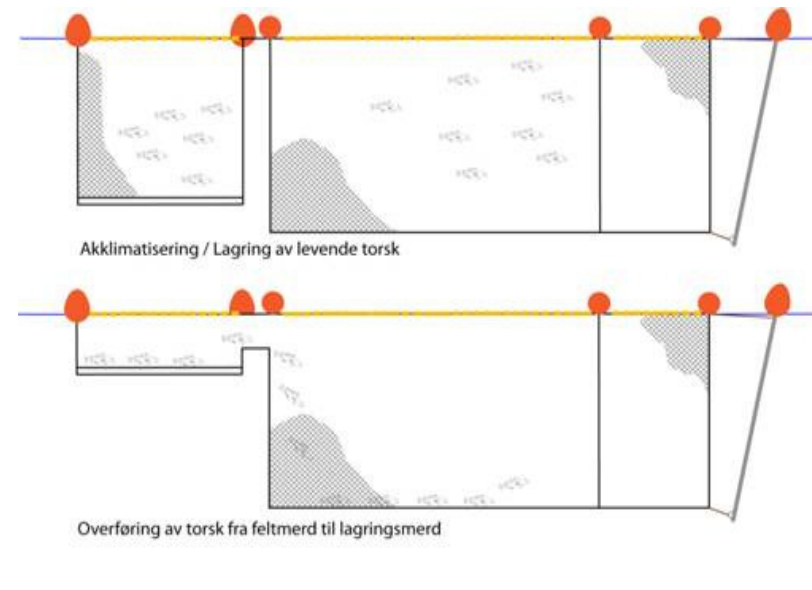 Akklimatisering / Lagring av levende torsk
Overføring av torsk fra feltmerd til lagringsmerd